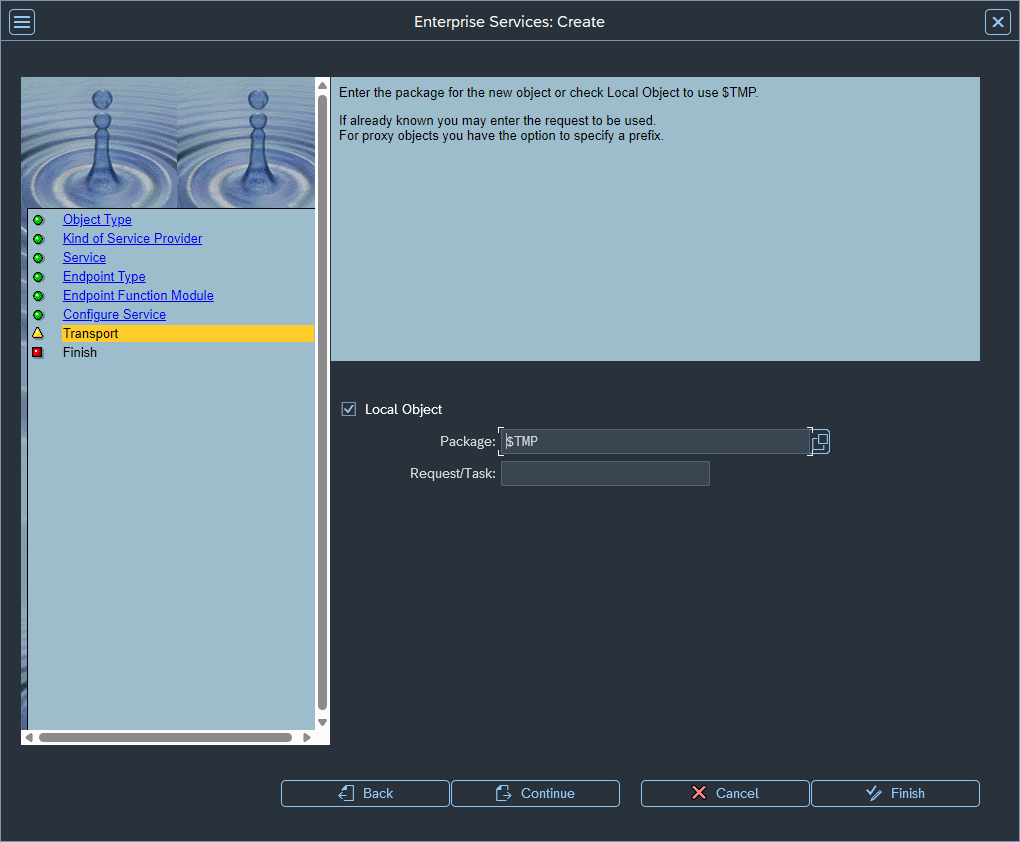 Enterprise Services: Create
Enter the package for the new object or check Local Object to use $TMP.
If already known you may enter the request to be used.
For proxy objects you have the option to specify a prefix.
Object Type
Kind of Service Provider
Service
Endpoint Type
Endpoint Function Module
Configure Service
Transport
Finish
Local Object
Package: $TMP
Request/Task:
Back
Continue
Cancel
Finish